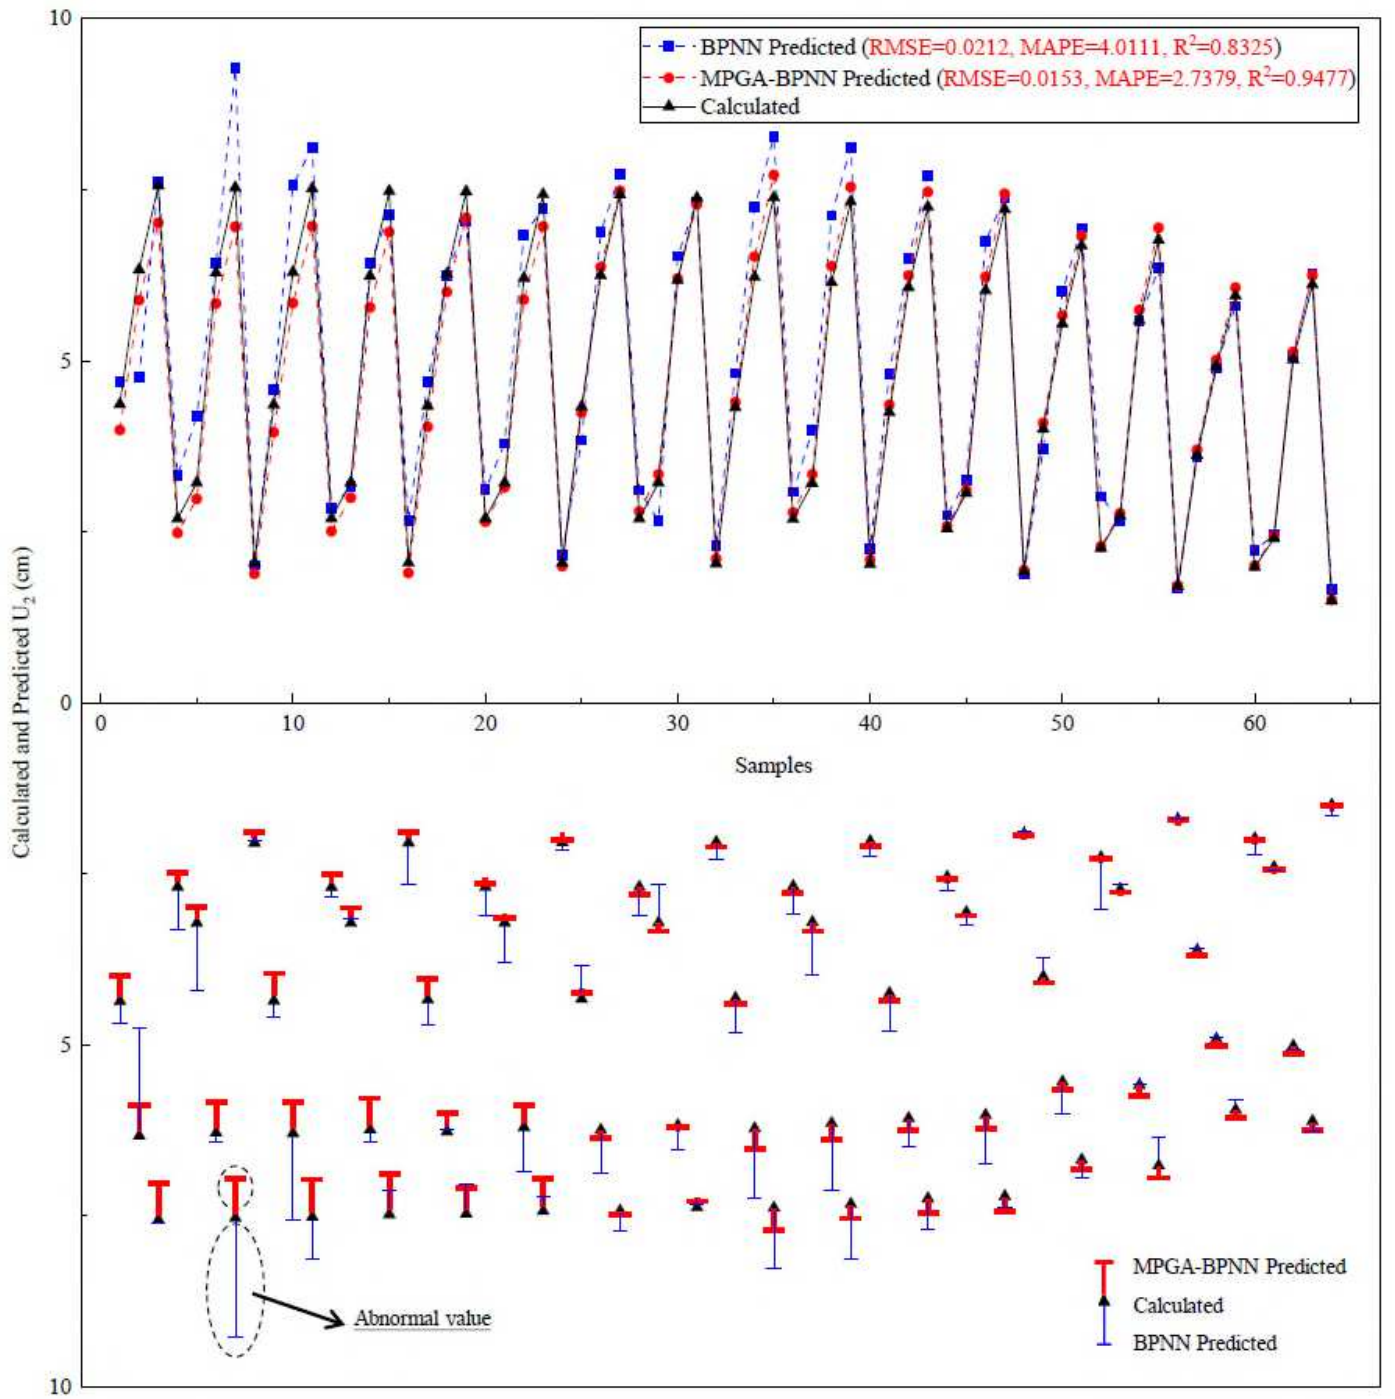 10
BPNN Predicted (RMSE=0.0212, MAPE=4.0111, R²=0.8325)
MPGA-BPNN Predicted (RMSE=0.0153, MAPE=2.7379, R²=0.9477)
Calculated
5
0
0 10 20 30 40 50 60
Samples
Calculated and Predicted U₂ (cm)
5
MPGA-BPNN Predicted
Calculated
BPNN Predicted
Abnormal value
10